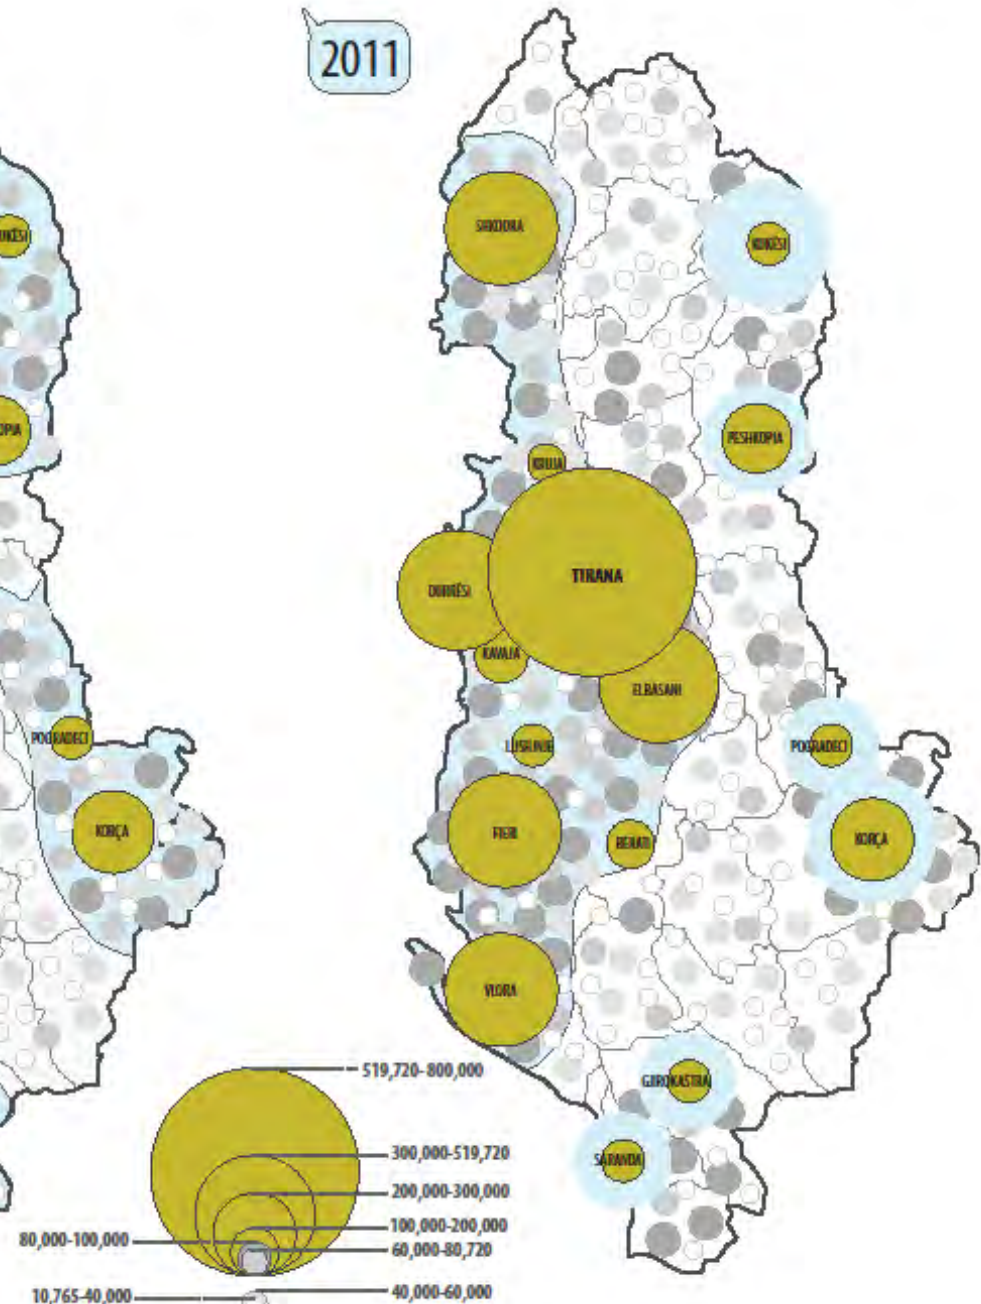 2011
SHKODRA
KUKËSI
PESHKOPIA
KRUJA
TIRANA
DURRËSI
KAVAJA
ELBASANI
POGRADECI
LUSHNJE
POGRADECI
KORÇA
FIERI
BERATI
KORÇA
VLORA
GJIROKASTRA
SARANDA
519,720-800,000
300,000-519,720
200,000-300,000
100,000-200,000
80,000-100,000
60,000-80,720
40,000-60,000
10,765-40,000